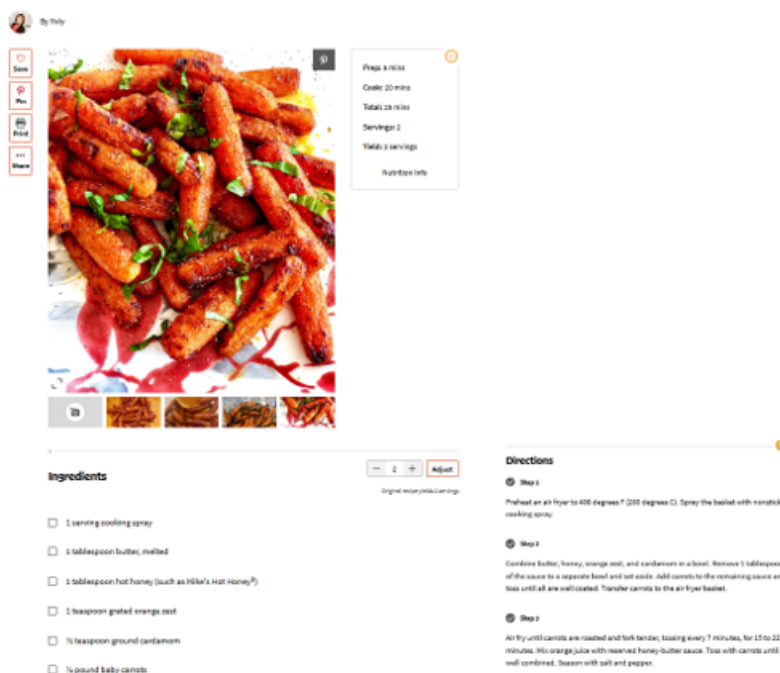 By Yoly
Save
Pin
Print
Share
Prep: mins
Cook: 20 mins
Total: mins
Servings: 2
Yield: 2 servings
Nutrition Info
Ingredients
2
Adjust
Original recipe yields 2 servings
1 serving cooking spray
1 tablespoon butter, melted
1 tablespoon hot honey (such as Mike's Hot Honey®)
1 teaspoon grated orange zest
½ teaspoon ground cardamom
pound baby carrots
Directions
Step 1
Preheat an air fryer to 400 degrees F (200 degrees C). Spray the basket with nonstick
cooking spray.
Step 2
Combine butter, honey, orange zest, and cardamom in a bowl. Remove 1 tablespoon
of the sauce to a separate bowl and set aside. Add carrots to the remaining sauce and
toss until all are well coated. Transfer carrots to the air fryer basket.
Step 3
Air fry until carrots are roasted and fork tender, tossing every 7 minutes, for 15 to 22
minutes. Mix orange juice with reserved honey-butter sauce. Toss with carrots until
well combined. Season with salt and pepper.